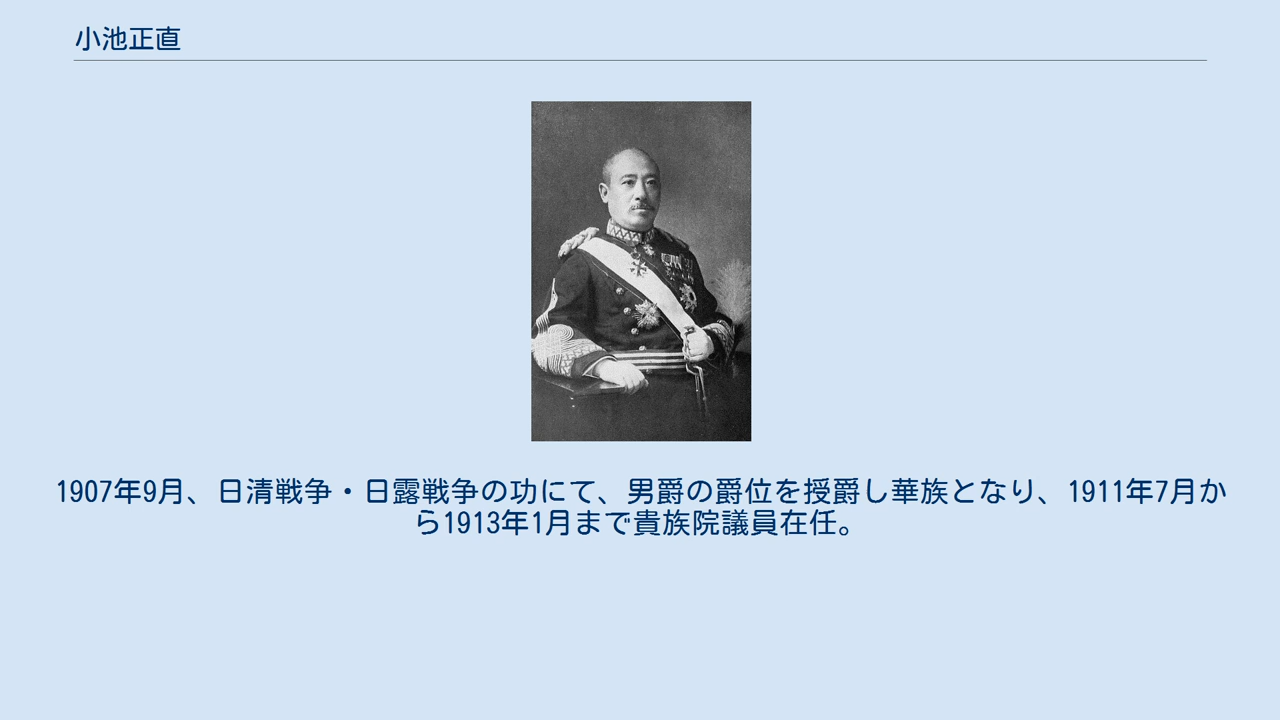 小池正直
1907年9月、日清戦争・日露戦争の功にて、男爵の爵位を授爵し華族となり、1911年7月か
ら1913年1月まで貴族院議員在任。